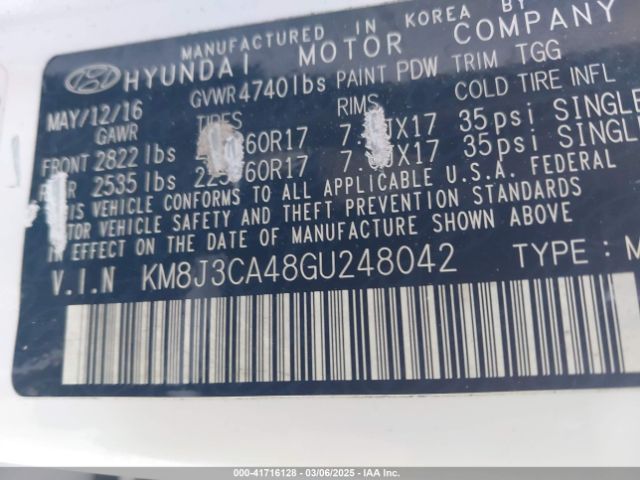 MANUFACTURED IN KOREA BY
HYUNDAI MOTOR COMPANY
MAY/12/16 GVWR 4740lbs PAINT PDW TRIM TGG
GAWR TIRES RIMS COLD TIRE INFL
FRONT 2822 lbs 60R17 35psi SINGLE
2535 lbs 60R17 35psi SINGLE
THIS VEHICLE CONFORMS TO ALL APPLICABLE U.S.A. FEDERAL
MOTOR VEHICLE SAFETY AND THEFT PREVENTION STANDARDS
IN EFFECT ON THE DATE OF MANUFACTURE SHOWN ABOVE
V.I.N KM8J3CA48GU248042 TYPE : M
000-41716128 - 03/06/2025 - IAA, Inc.